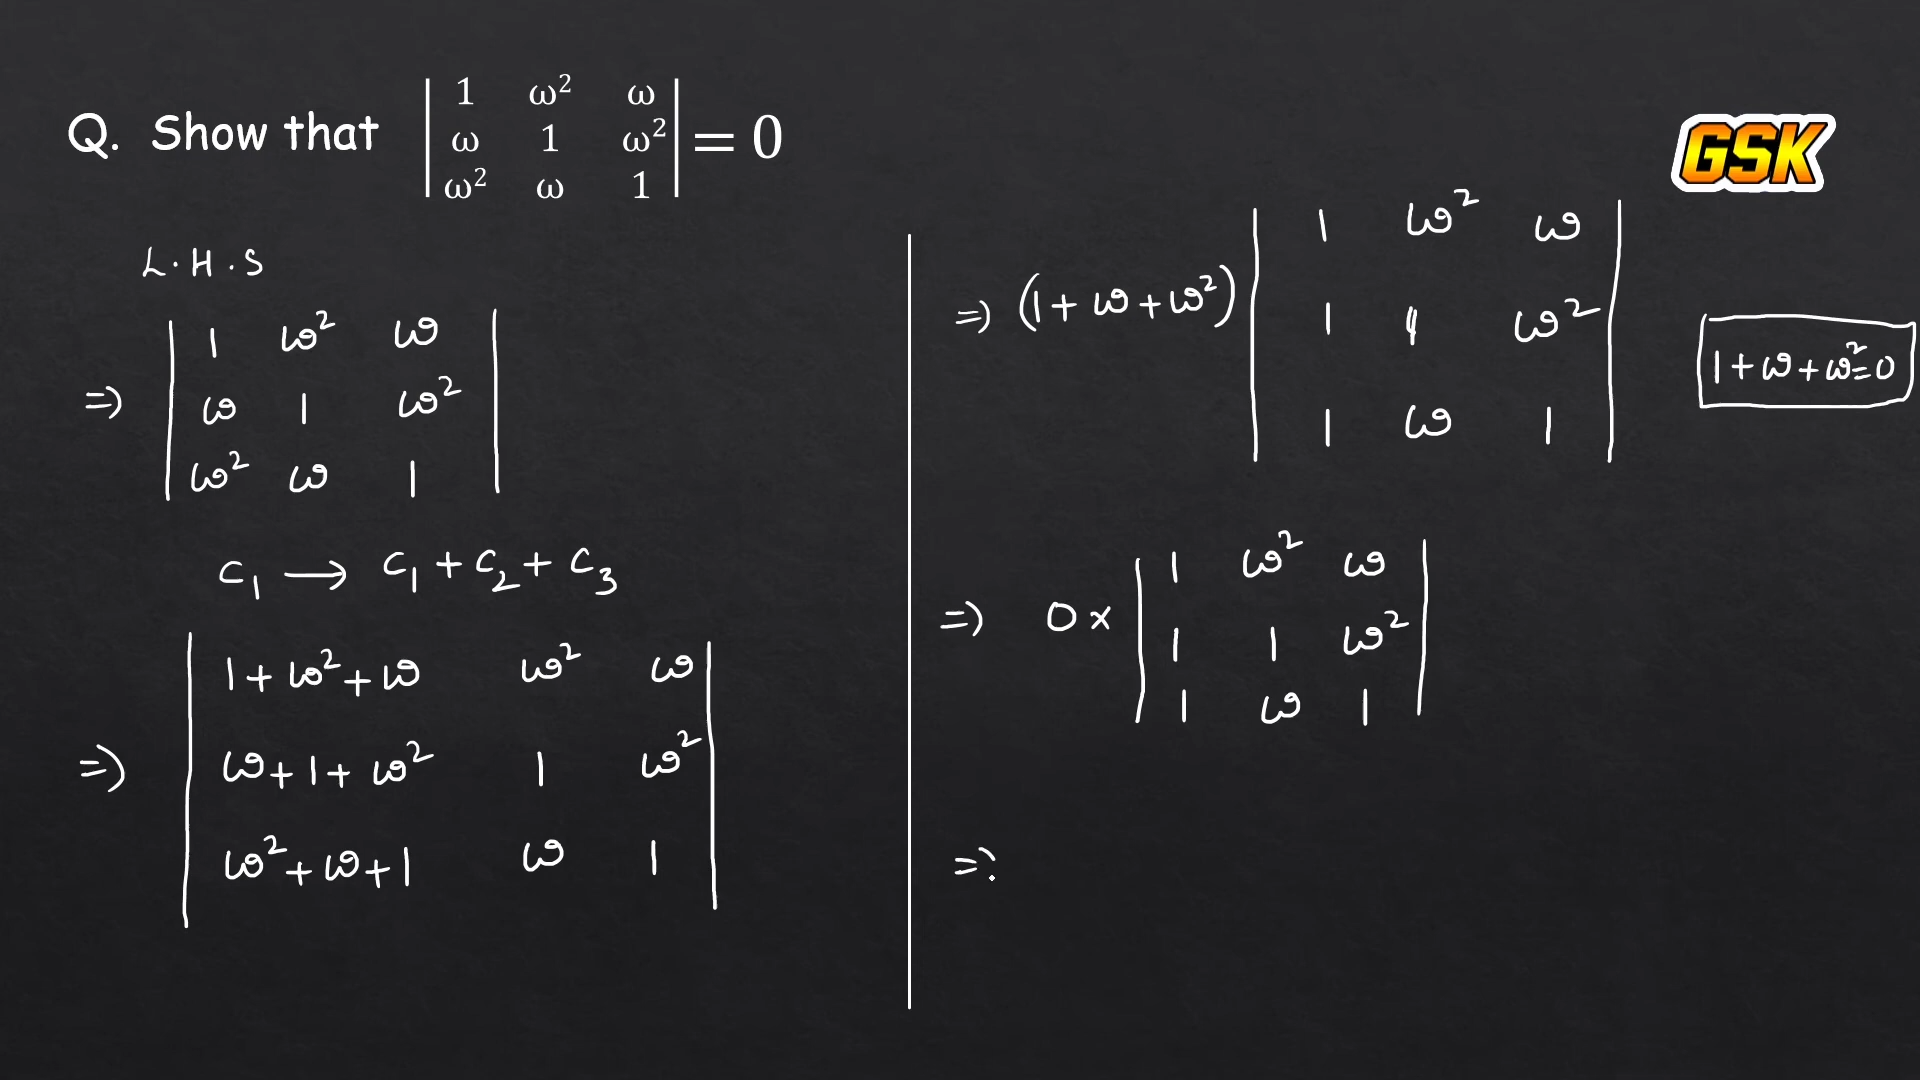 Q. Show that | 1 ω² ω |
| ω 1 ω² | = 0
| ω² ω 1 |
GSK
L.H.S
| 1 ω² ω |
=) | ω 1 ω² |
| ω² ω 1 |
C₁ → C₁ + C₂ + C₃
| 1 + ω² + ω ω² ω |
=) | ω + 1 + ω² 1 ω² |
| ω² + ω + 1 ω 1 |
| 1 ω² ω |
=) (1 + ω + ω²) | 1 1 ω² |
| 1 ω 1 |
1 + ω + ω² = 0
| 1 ω² ω |
=) 0 × | 1 1 ω² |
| 1 ω 1 |
=)